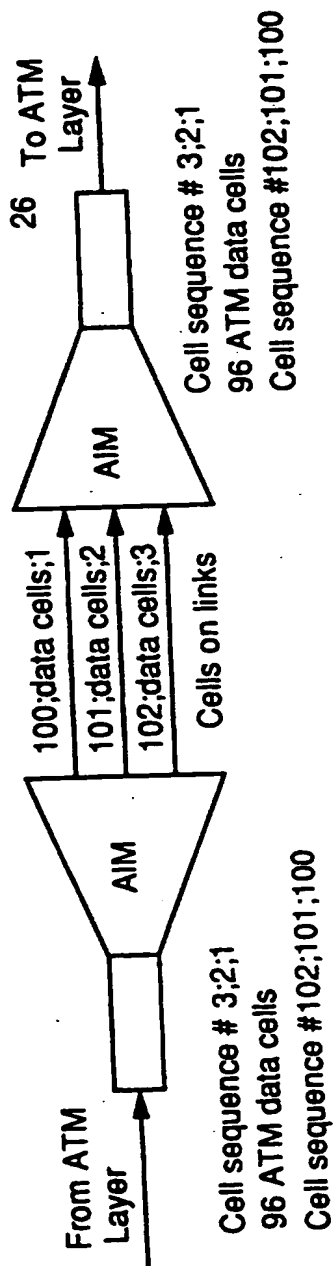 From ATM
Layer
AIM
Cell sequence # 3;2;1
96 ATM data cells
Cell sequence #102;101;100
100;data cells;1
101;data cells;2
102;data cells;3
Cells on links
AIM
26
To ATM
Layer
Cell sequence # 3;2;1
96 ATM data cells
Cell sequence #102;101;100